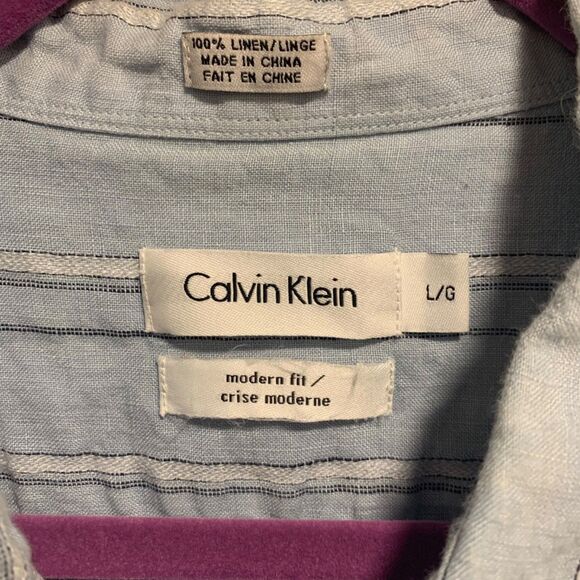 100% LINEN/LINGE
MADE IN CHINA
FAIT EN CHINE
Calvin Klein
L/G
modern fit /
crise moderne